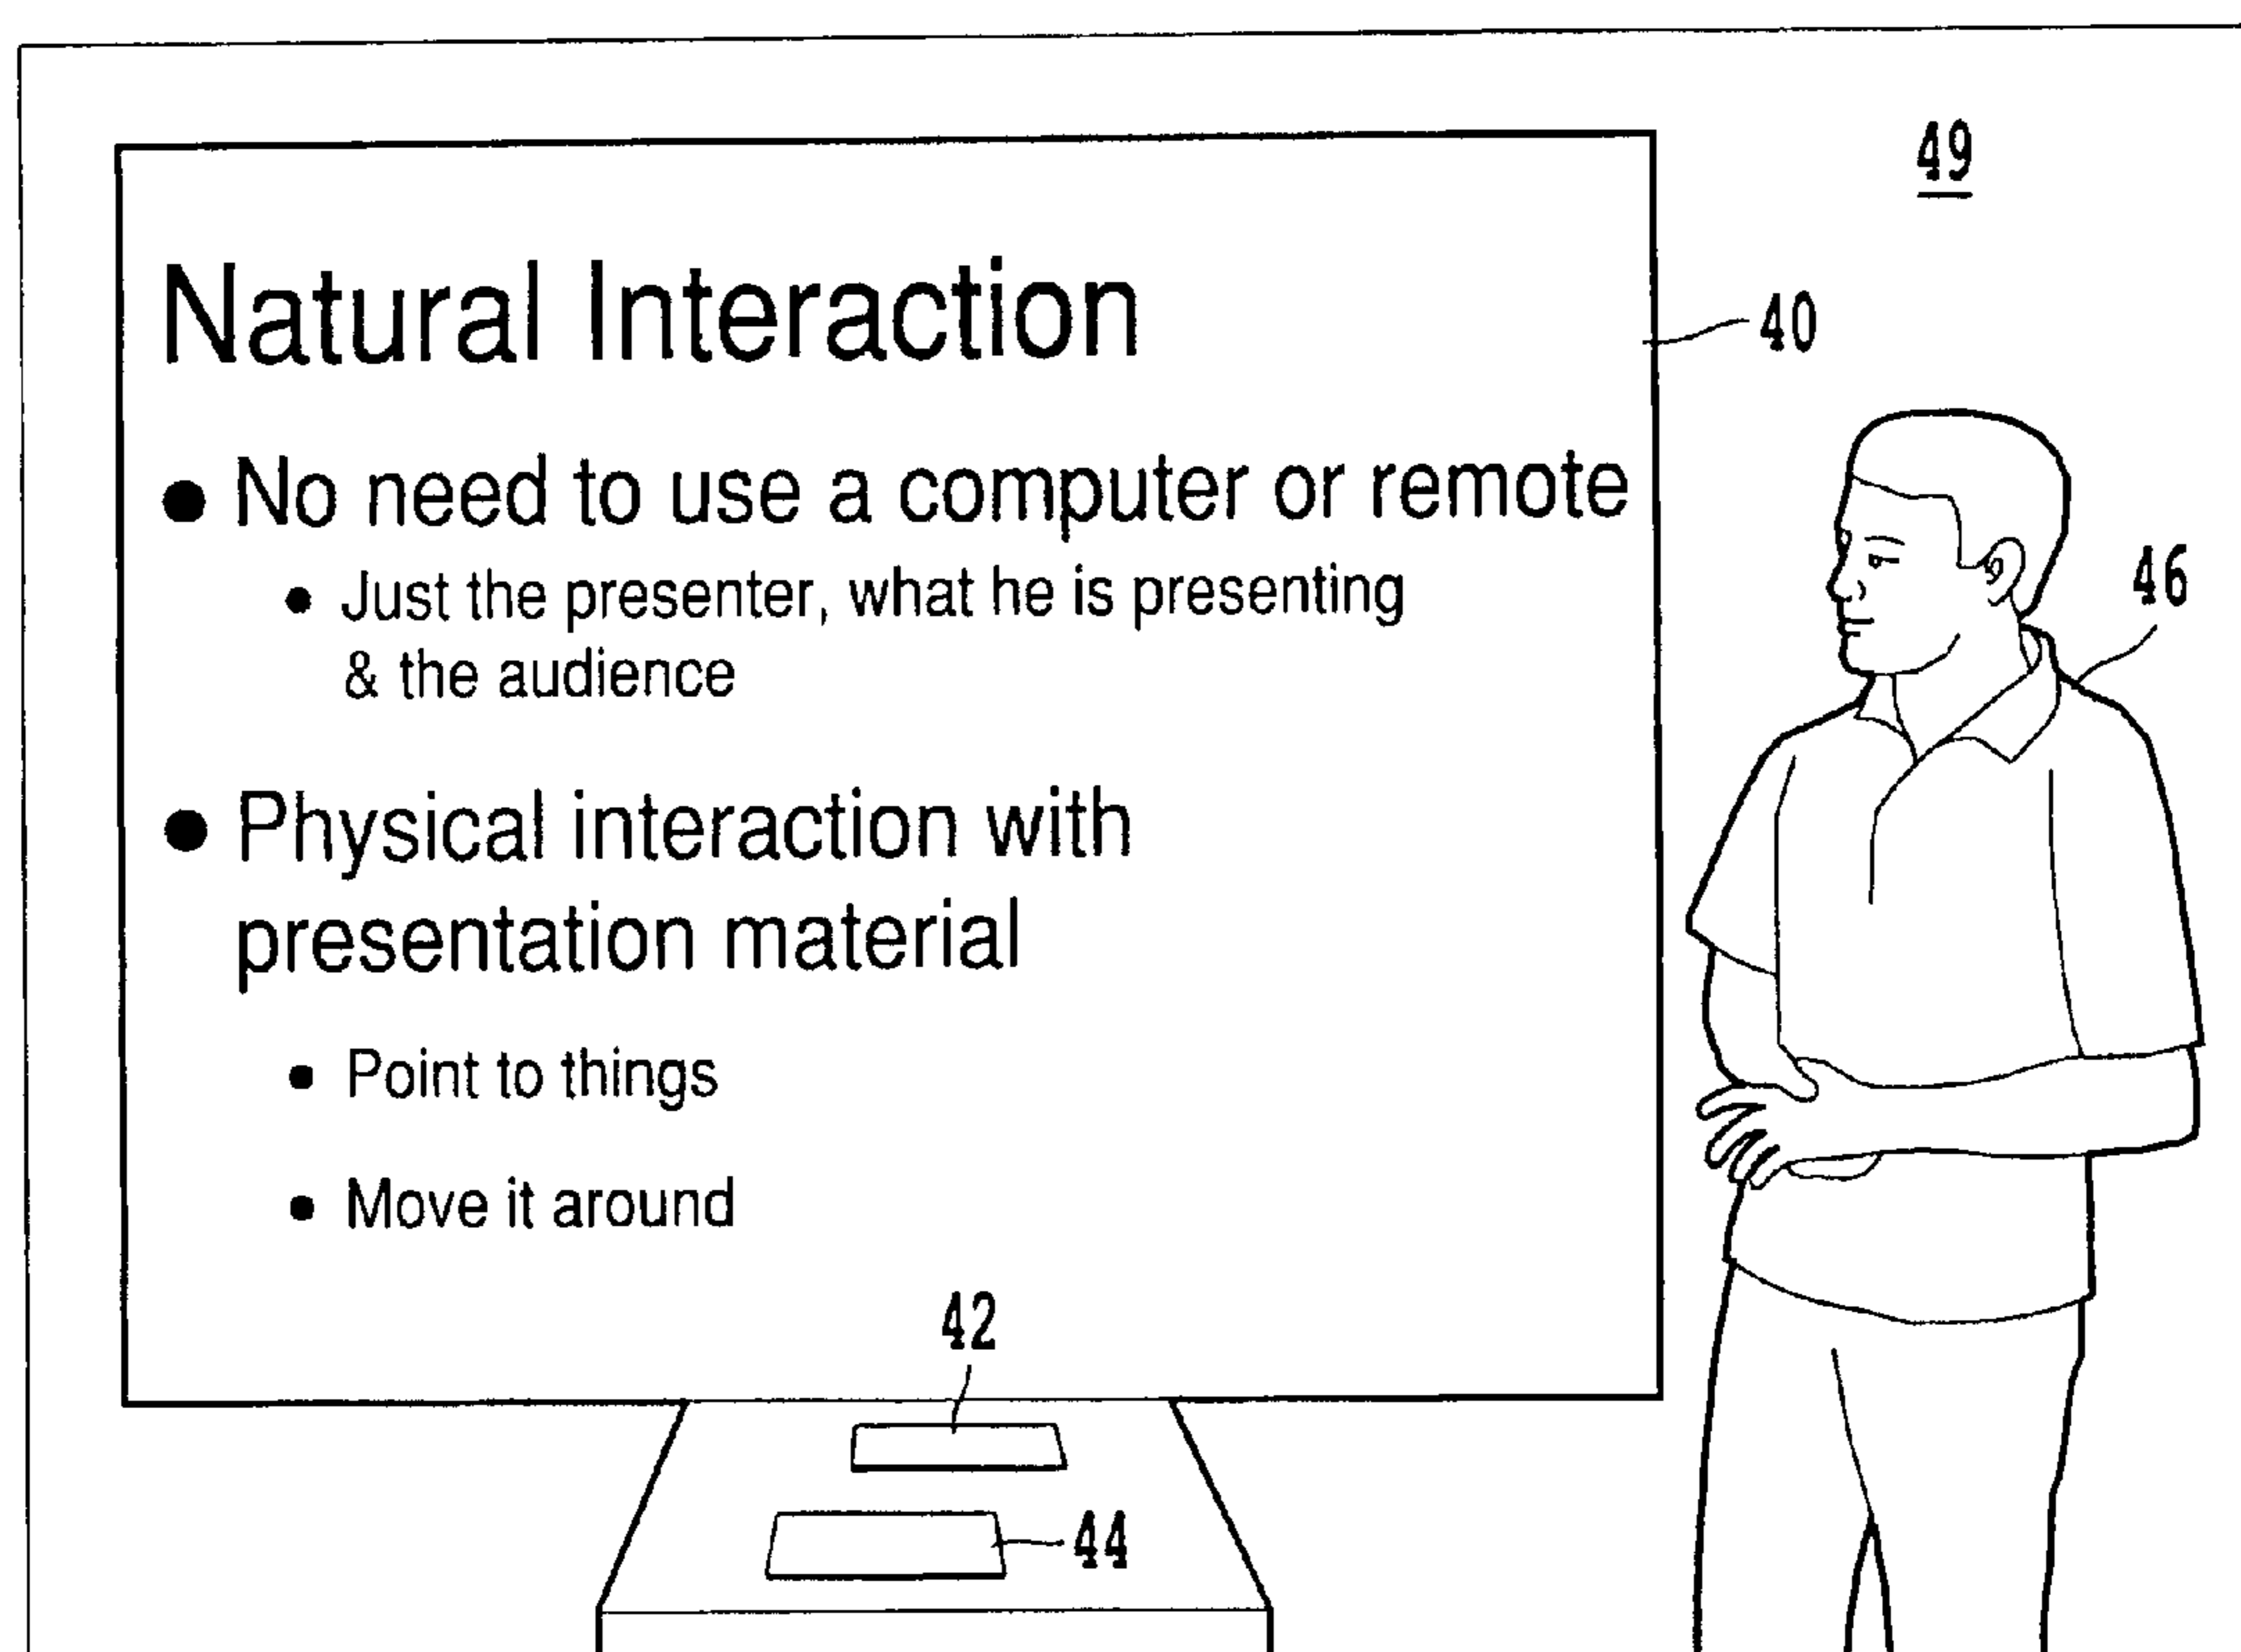 49
Natural Interaction
40
● No need to use a computer or remote
● Just the presenter, what he is presenting
& the audience
46
● Physical interaction with
presentation material
● Point to things
● Move it around
42
44